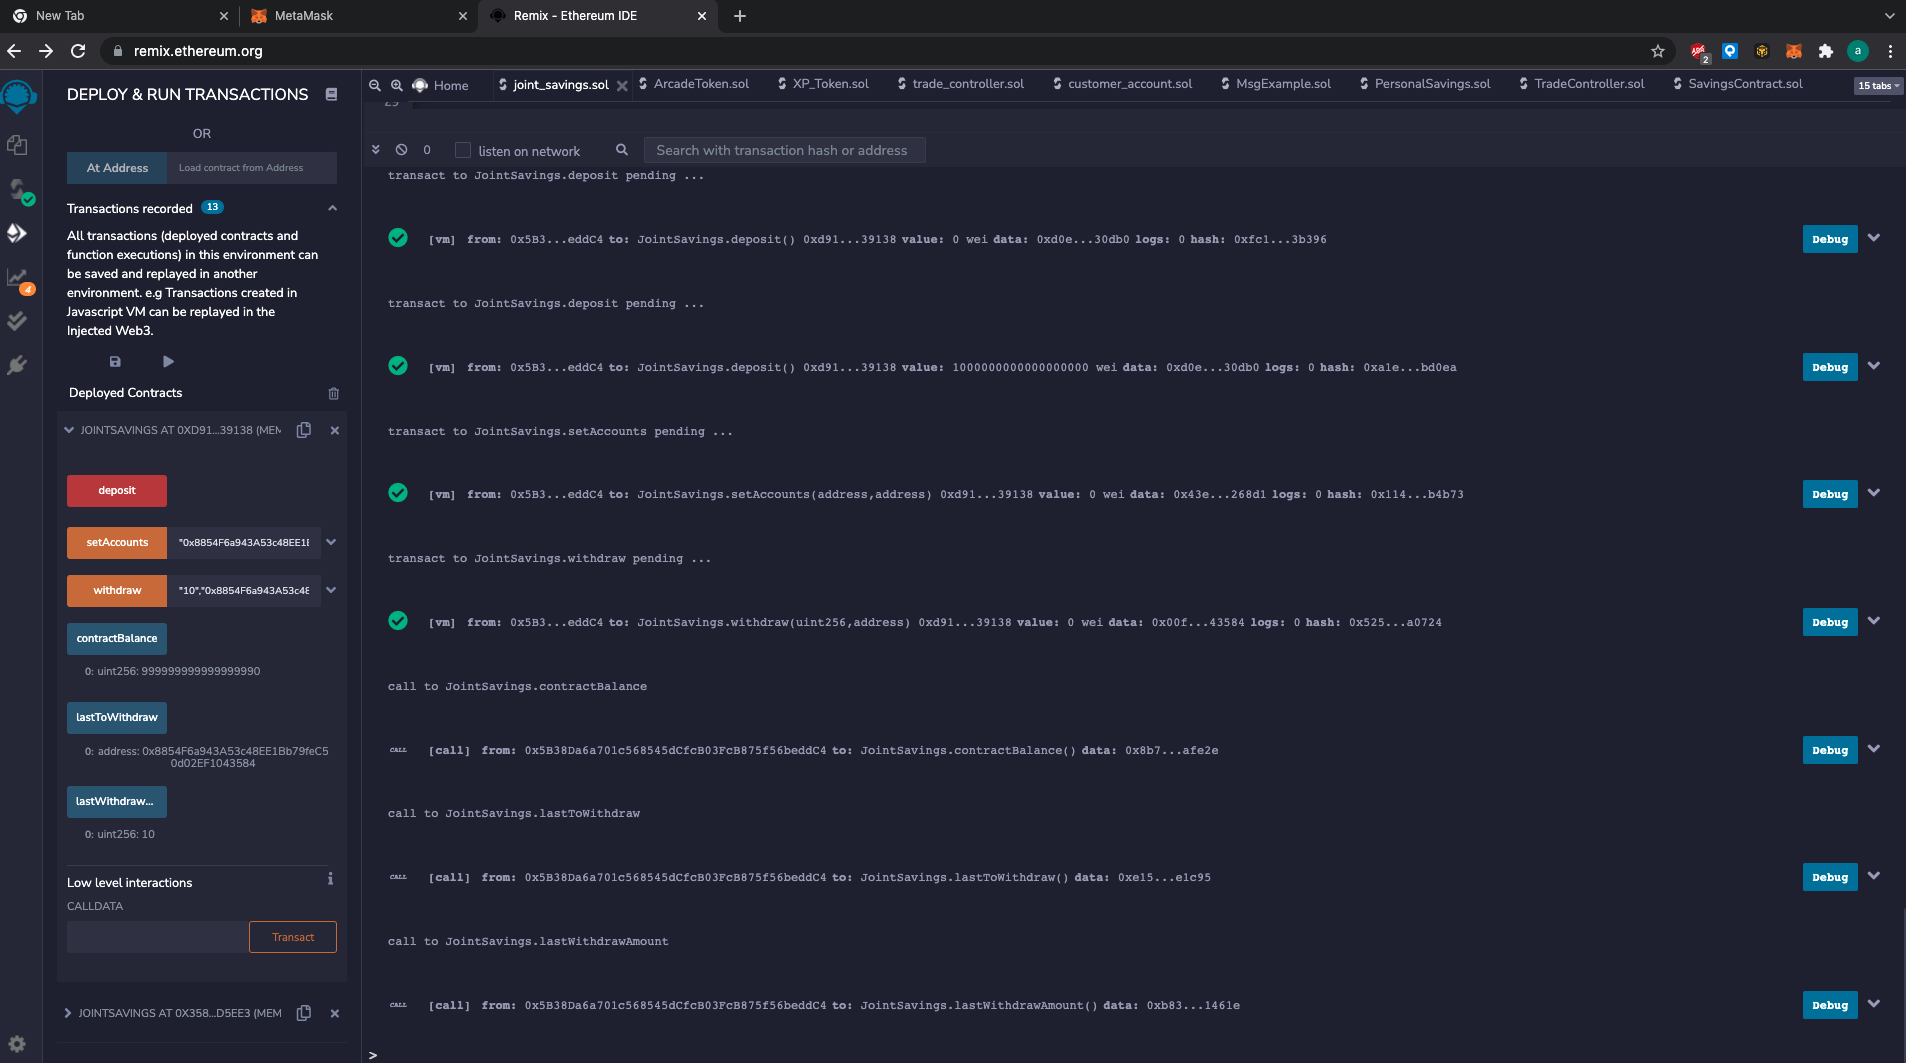 New Tab
MetaMask
Remix - Ethereum IDE
remix.ethereum.org
2
a
DEPLOY & RUN TRANSACTIONS
OR
At Address
Load contract from Address
Transactions recorded 13
All transactions (deployed contracts and
function executions) in this environment can
be saved and replayed in another
environment. e.g Transactions created in
Javascript VM can be replayed in the
Injected Web3.
4
Deployed Contracts
JOINTSAVINGS AT 0XD91...39138 (MEM
deposit
setAccounts "0x8854F6a943A53c48EE1E
withdraw "10","0x8854F6a943A53c48
contractBalance
0: uint256: 999999999999999990
lastToWithdraw
0: address: 0x8854F6a943A53c48EE1Bb79feC5
0d02EF1043584
lastWithdraw...
0: uint256: 10
Low level interactions
i
CALLDATA
Transact
JOINTSAVINGS AT 0X358...D5EE3 (MEM
Home
joint_savings.sol
ArcadeToken.sol
XP_Token.sol
trade_controller.sol
customer_account.sol
MsgExample.sol
PersonalSavings.sol
TradeController.sol
SavingsContract.sol
15 tabs
0
listen on network
Search with transaction hash or address
transact to JointSavings.deposit pending ...
[vm] from: 0x5B3...eddC4 to: JointSavings.deposit() 0xd91...39138 value: 0 wei data: 0xd0e...30db0 logs: 0 hash: 0xfc1...3b396
Debug
transact to JointSavings.deposit pending ...
[vm] from: 0x5B3...eddC4 to: JointSavings.deposit() 0xd91...39138 value: 1000000000000000000 wei data: 0xd0e...30db0 logs: 0 hash: 0xa1e...bd0ea
Debug
transact to JointSavings.setAccounts pending ...
[vm] from: 0x5B3...eddC4 to: JointSavings.setAccounts(address,address) 0xd91...39138 value: 0 wei data: 0x43e...268d1 logs: 0 hash: 0x114...b4b73
Debug
transact to JointSavings.withdraw pending ...
[vm] from: 0x5B3...eddC4 to: JointSavings.withdraw(uint256,address) 0xd91...39138 value: 0 wei data: 0x00f...43584 logs: 0 hash: 0x525...a0724
Debug
call to JointSavings.contractBalance
CALL [call] from: 0x5B38Da6a701c568545dCfcB03FcB875f56beddC4 to: JointSavings.contractBalance() data: 0x8b7...afe2e
Debug
call to JointSavings.lastToWithdraw
CALL [call] from: 0x5B38Da6a701c568545dCfcB03FcB875f56beddC4 to: JointSavings.lastToWithdraw() data: 0xe15...e1c95
Debug
call to JointSavings.lastWithdrawAmount
CALL [call] from: 0x5B38Da6a701c568545dCfcB03FcB875f56beddC4 to: JointSavings.lastWithdrawAmount() data: 0xb83...1461e
Debug
>